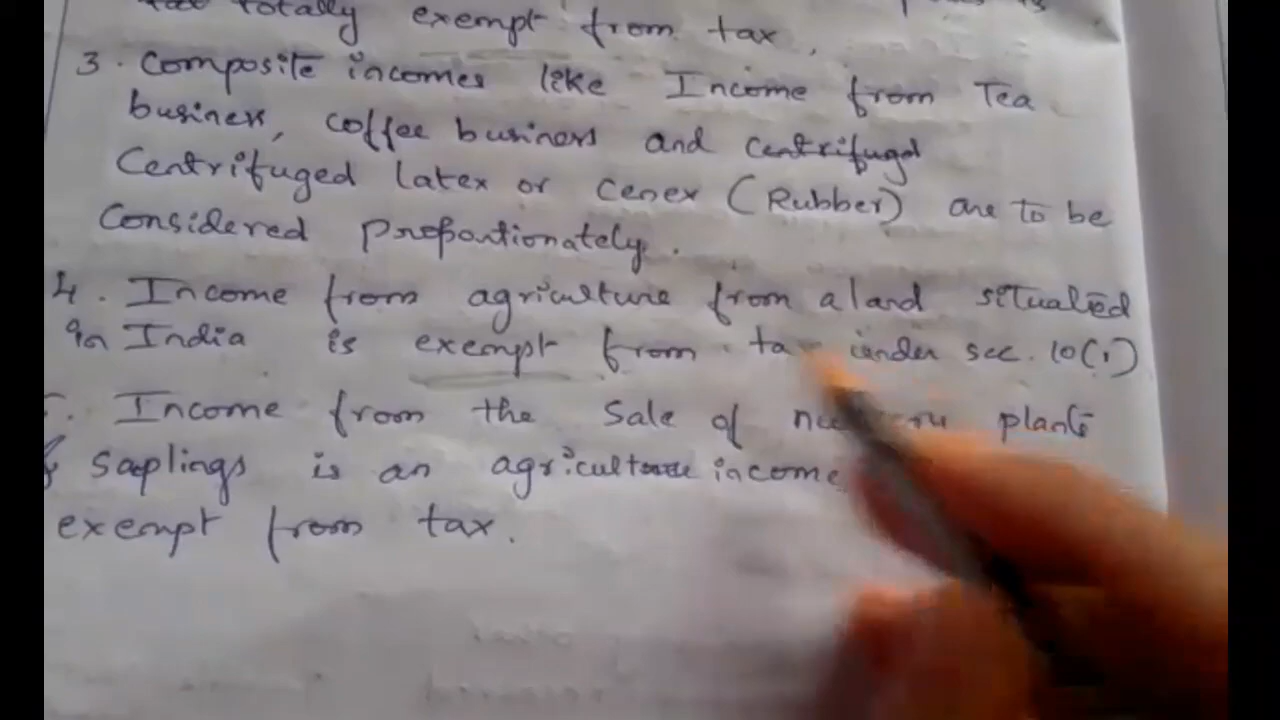 totally exempt from tax.
3. Composite incomes like Income from Tea
business, coffee business and centrifugd
Centrifuged latex or cenex (Rubber) are to be
Considered proportionately.
4. Income from agriculture from a land situated
in India is exempt from ta under sec. 10(1)
Income from the Sale of plants
& Saplings is an agriculture income
exempt from tax.